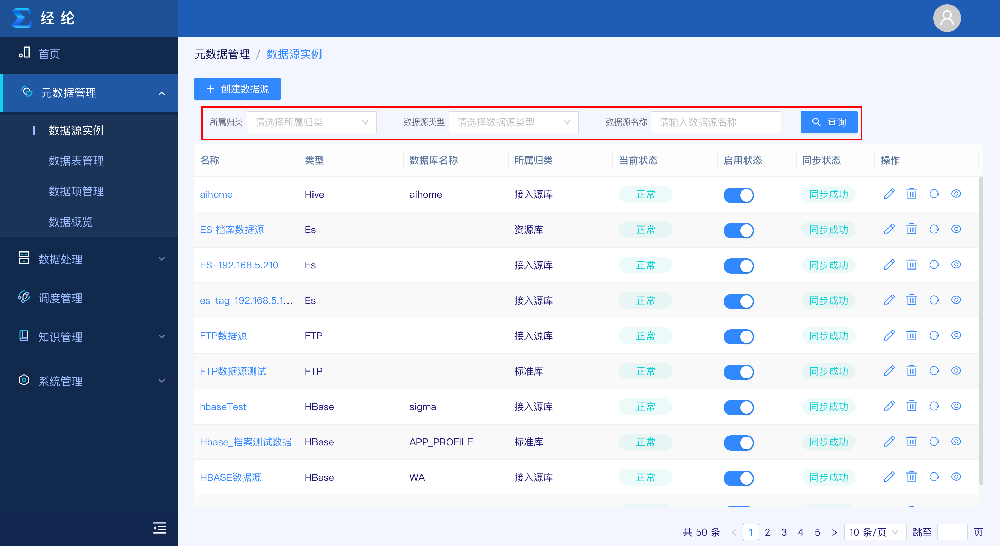 经 纶
首页
元数据管理
数据源实例
数据表管理
数据项管理
数据概览
数据处理
调度管理
知识管理
系统管理
元数据管理 / 数据源实例
+ 创建数据源
所属归类 请选择所属归类 数据源类型 请选择数据源类型 数据源名称 请输入数据源名称 查询
名称 类型 数据库名称 所属归类 当前状态 启用状态 同步状态 操作
aihome Hive aihome 接入源库 正常 同步成功
ES 档案数据源 Es 资源库 正常 同步成功
ES-192.168.5.210 Es 接入源库 正常 同步成功
es_tag_192.168.5.1... Es 接入源库 正常 同步成功
FTP数据源 FTP 接入源库 正常 同步成功
FTP数据源测试 FTP 标准库 正常 同步成功
hbaseTest HBase sigma 接入源库 正常 同步成功
Hbase_档案测试数据 HBase APP_PROFILE 标准库 正常 同步成功
HBASE数据源 HBase WA 接入源库 正常 同步成功
共 50 条 < 1 2 3 4 5 > 10 条/页 跳至 页